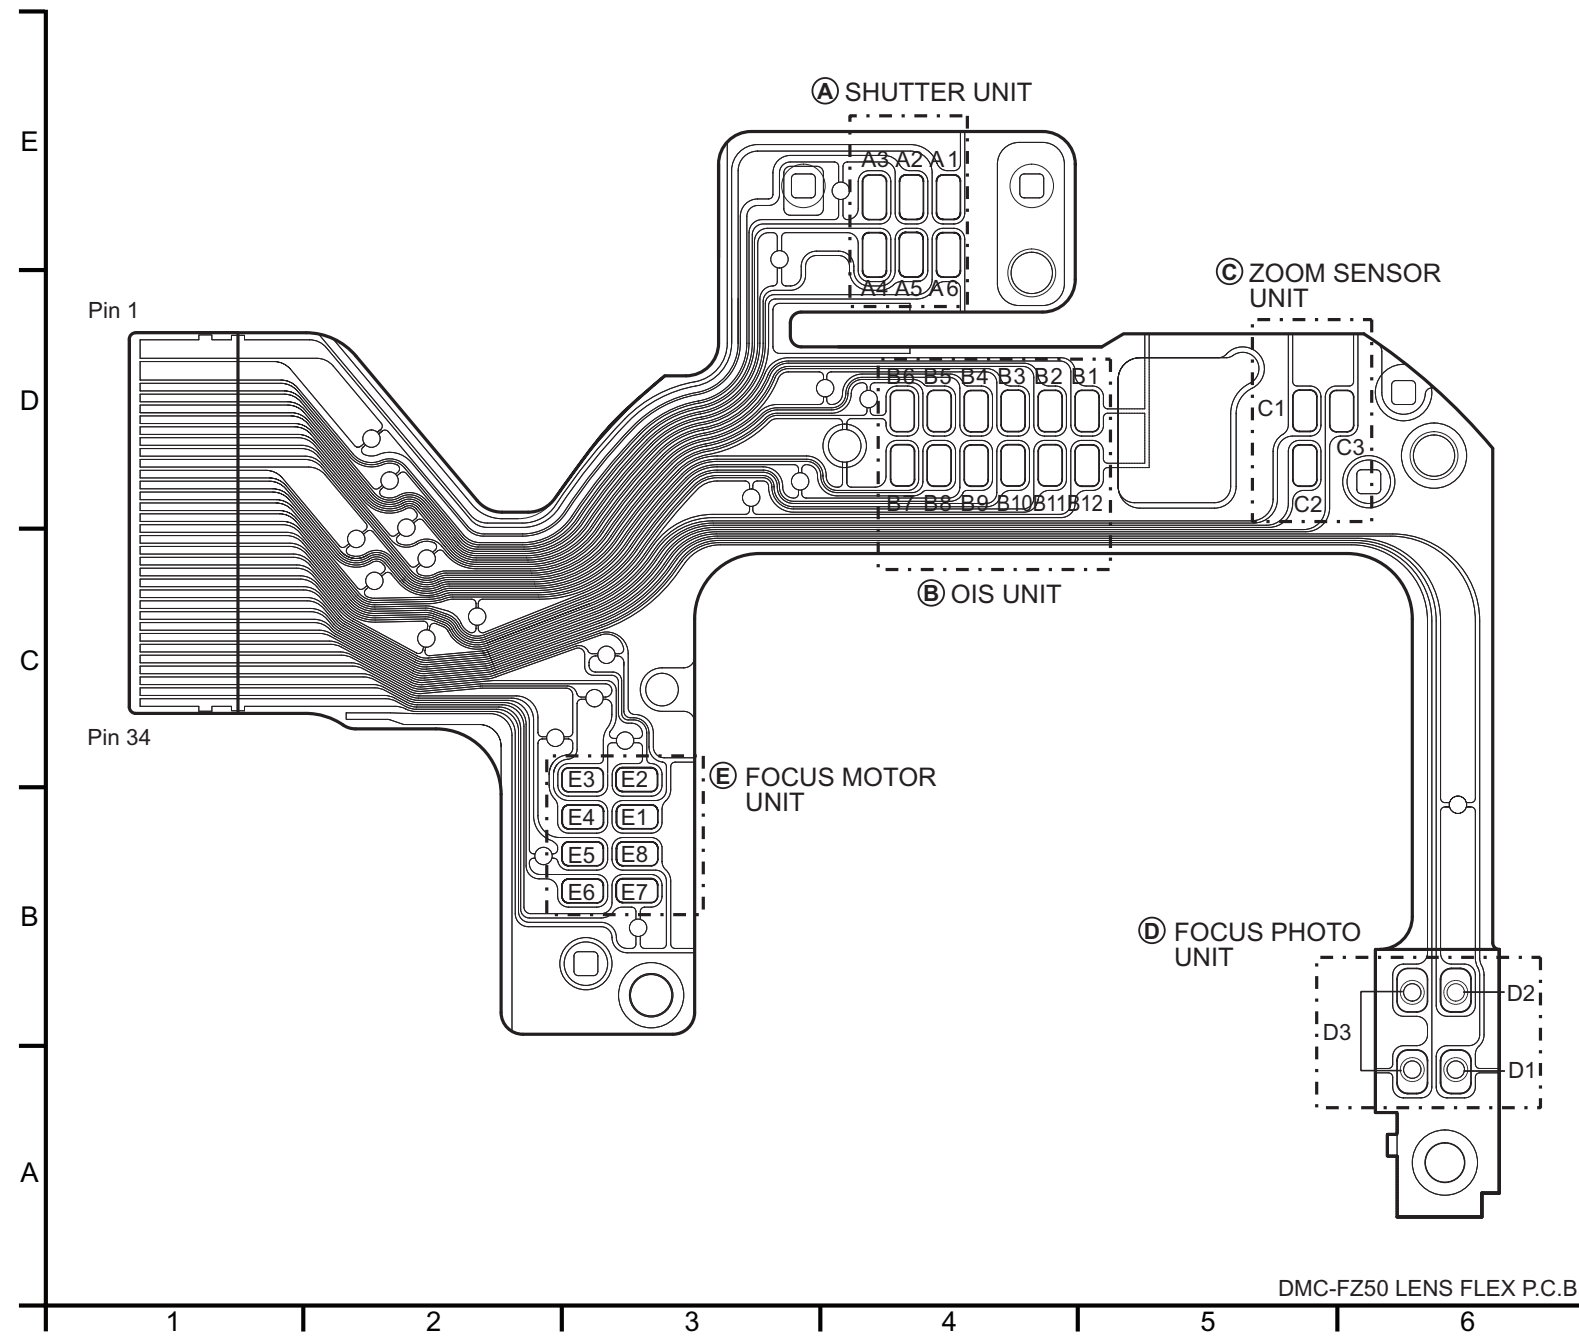 Ⓐ SHUTTER UNIT
E
A3 A2 A1
A4 A5 A6
Ⓒ ZOOM SENSOR
UNIT
Pin 1
D
B6 B5 B4 B3 B2 B1
C1
C3
B7 B8 B9 B10 B11 B12
C2
Ⓑ OIS UNIT
C
Pin 34
E3 E2
Ⓔ FOCUS MOTOR
UNIT
E4 E1
E5 E8
E6 E7
B
Ⓓ FOCUS PHOTO
UNIT
D2
D3
D1
A
DMC-FZ50 LENS FLEX P.C.B
1 2 3 4 5 6